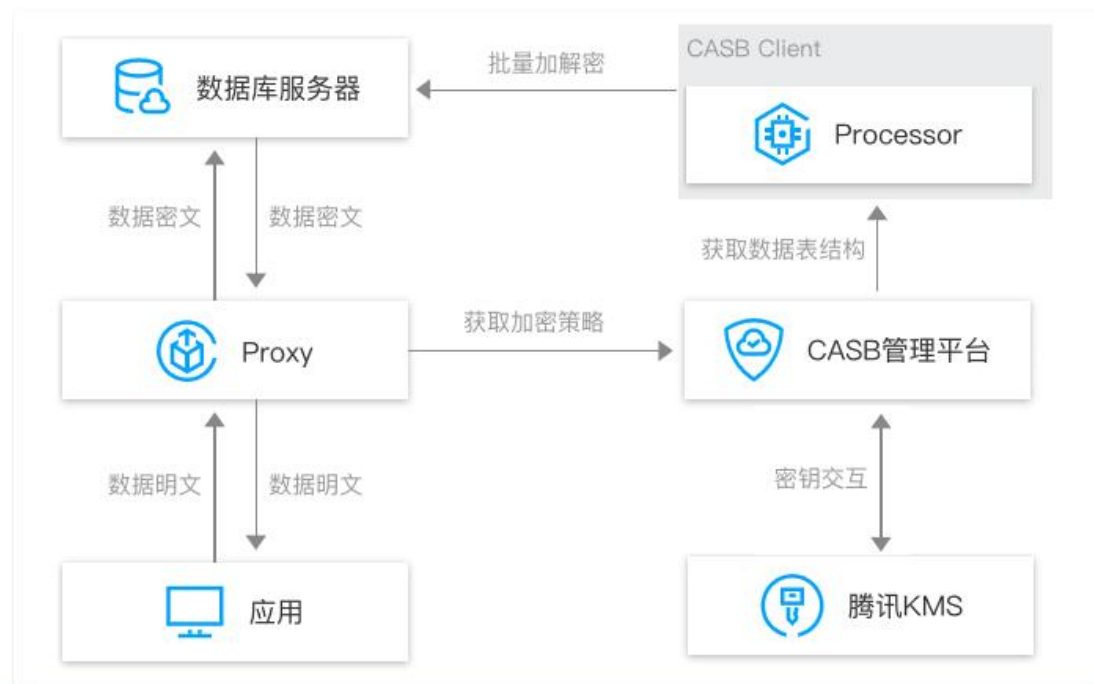 CASB Client
批量加解密
数据库服务器
Processor
数据密文
数据密文
获取数据表结构
获取加密策略
Proxy
CASB管理平台
数据明文
数据明文
密钥交互
应用
腾讯KMS